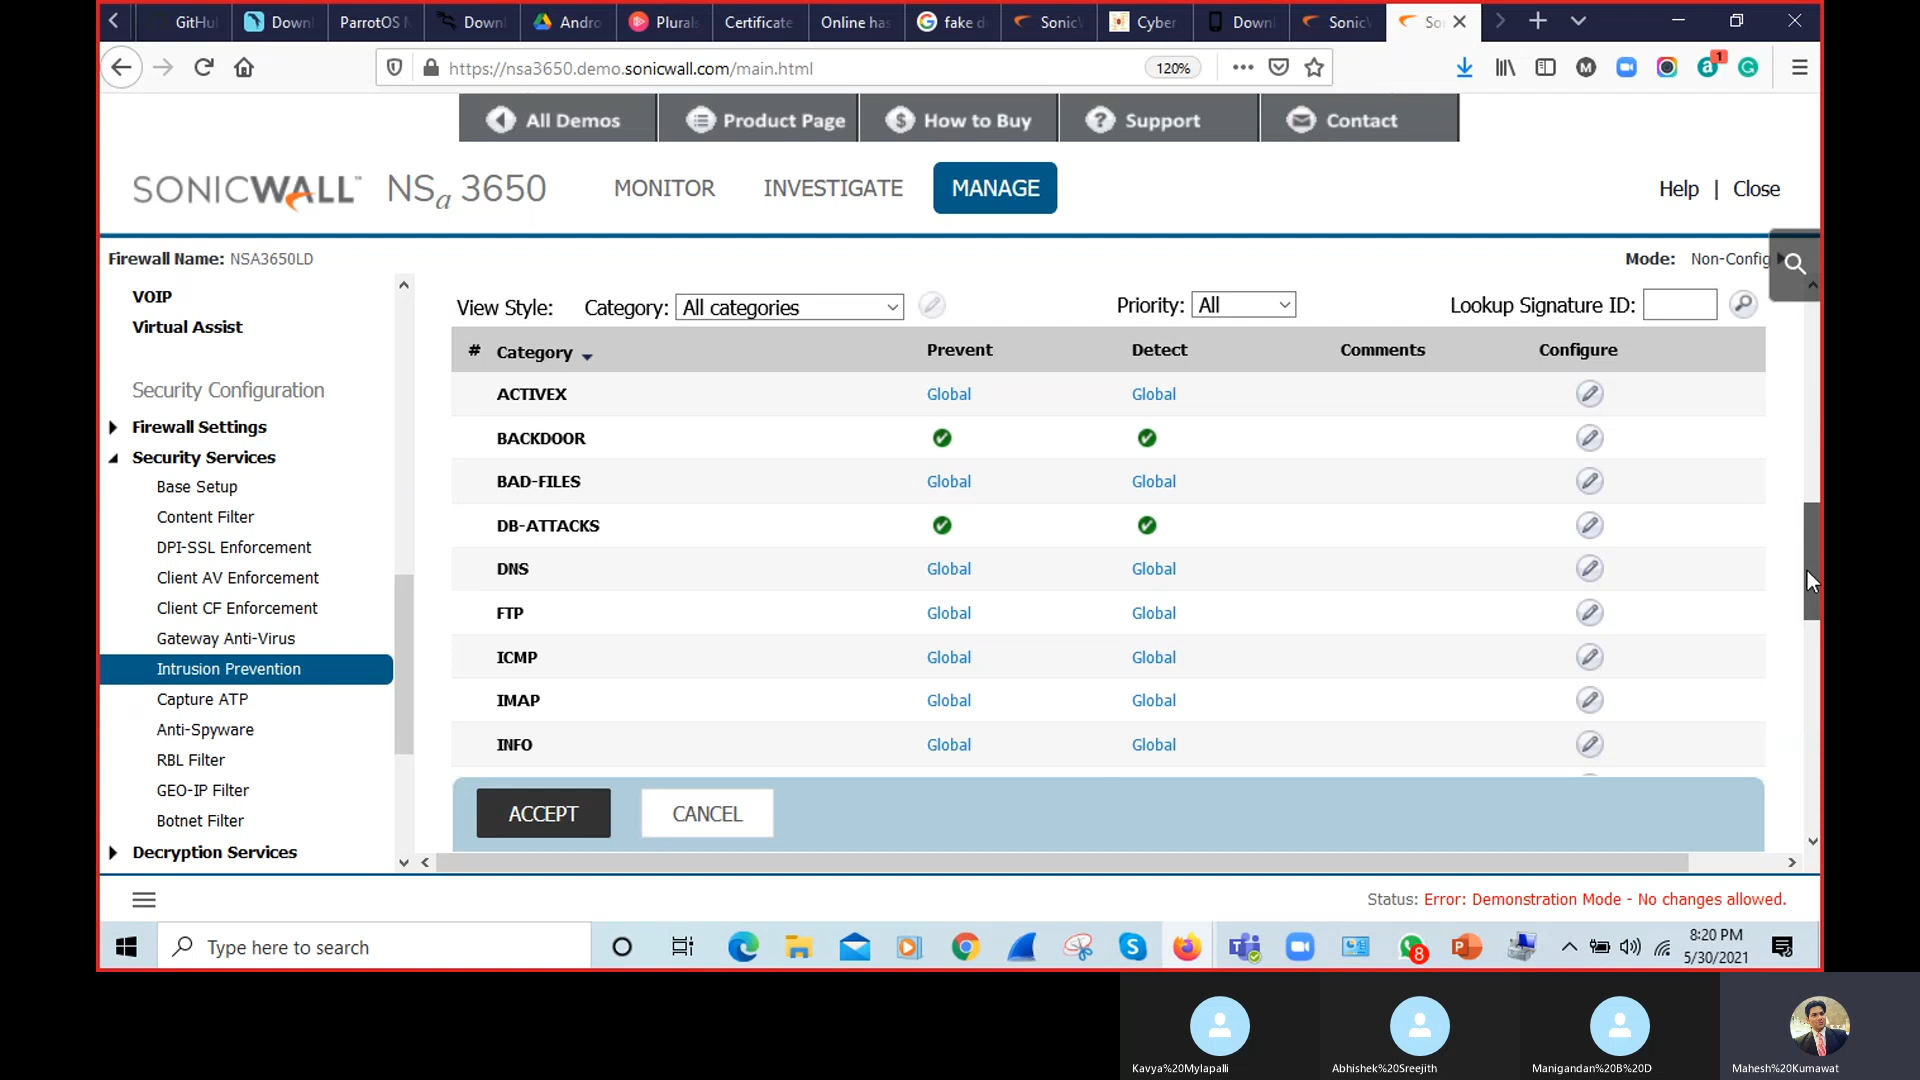 GitHu
Down
ParrotOS
Down
Andro
Plural
Certificate
Online has
fake d
Sonic
Cyber
Down
Sonic
So
https://nsa3650.demo.sonicwall.com/main.html
120%
1
All Demos
Product Page
How to Buy
Support
Contact
SONICWALL NSa 3650
MONITOR
INVESTIGATE
MANAGE
Help | Close
Firewall Name: NSA3650LD
Mode: Non-Config
VOIP
Virtual Assist
Security Configuration
Firewall Settings
Security Services
Base Setup
Content Filter
DPI-SSL Enforcement
Client AV Enforcement
Client CF Enforcement
Gateway Anti-Virus
Intrusion Prevention
Capture ATP
Anti-Spyware
RBL Filter
GEO-IP Filter
Botnet Filter
Decryption Services
View Style: Category: All categories Priority: All Lookup Signature ID:
# Category Prevent Detect Comments Configure
ACTIVEX Global Global
BACKDOOR
BAD-FILES Global Global
DB-ATTACKS
DNS Global Global
FTP Global Global
ICMP Global Global
IMAP Global Global
INFO Global Global
ACCEPT
CANCEL
Status: Error: Demonstration Mode - No changes allowed.
Type here to search
8
8:20 PM
5/30/2021
Kavya%20Mylapalli
Abhishek%20Sreejith
Manigandan%20B%20D
Mahesh%20Kumawat